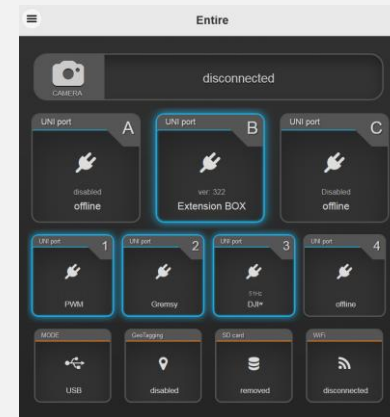 Entire
CAMERA
disconnected
UNI port A
disabled
offline
UNI port B
ver: 322
Extension BOX
UNI port C
Disabled
offline
UNI port 1
PWM
UNI port 2
Gremsy
UNI port 3
SYNC
DJI*
UNI port 4
offline
MODE
USB
GeoTagging
disabled
SD card
removed
WiFi
disconnected